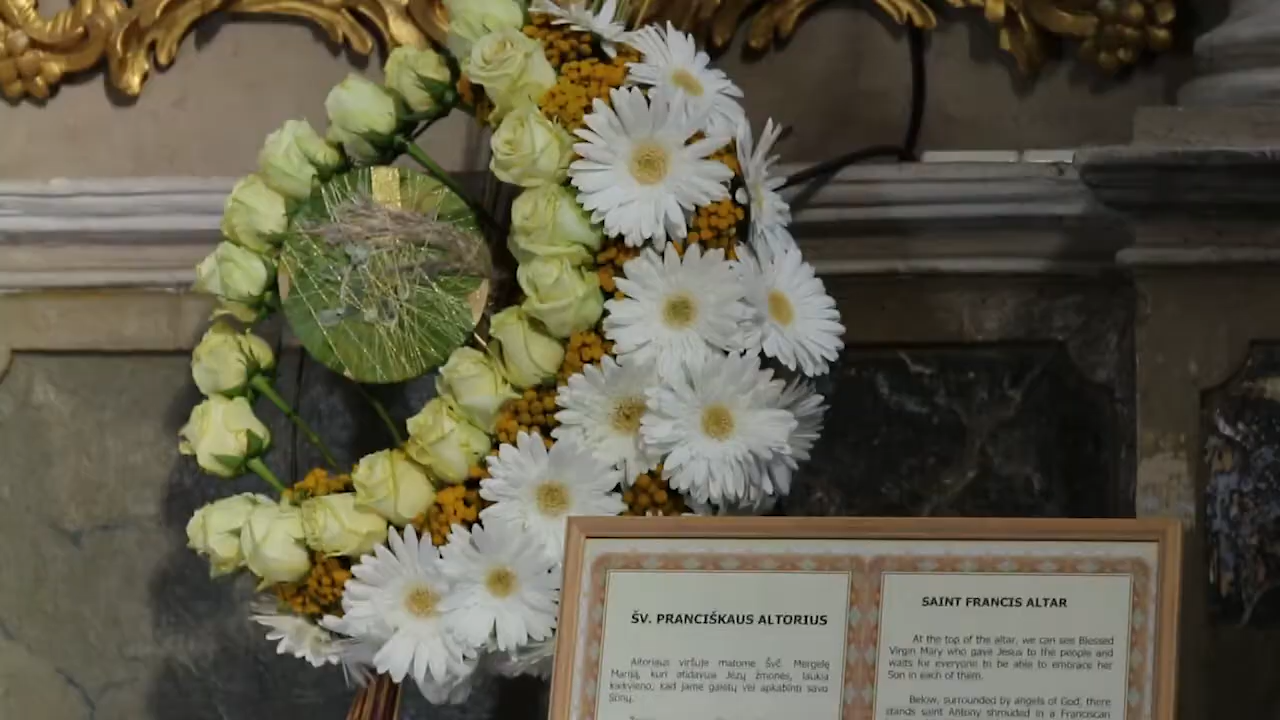 ŠV. PRANCIŠKAUS ALTORIUS
Altoriaus viršuje matome Švč. Mergelę
Mariją, kuri atidavusi Jėzų žmonės, laukia
kiekvieno, kad jame galėtų vėl apkabinti savo
Sūnų.
SAINT FRANCIS ALTAR
At the top of the altar, we can see Blessed
Virgin Mary who gave Jesus to the people and
waits for everyone to be able to embrace her
Son in each of them.
Below, surrounded by angels of God, there
stands saint Antony shrouded in a Franciscan